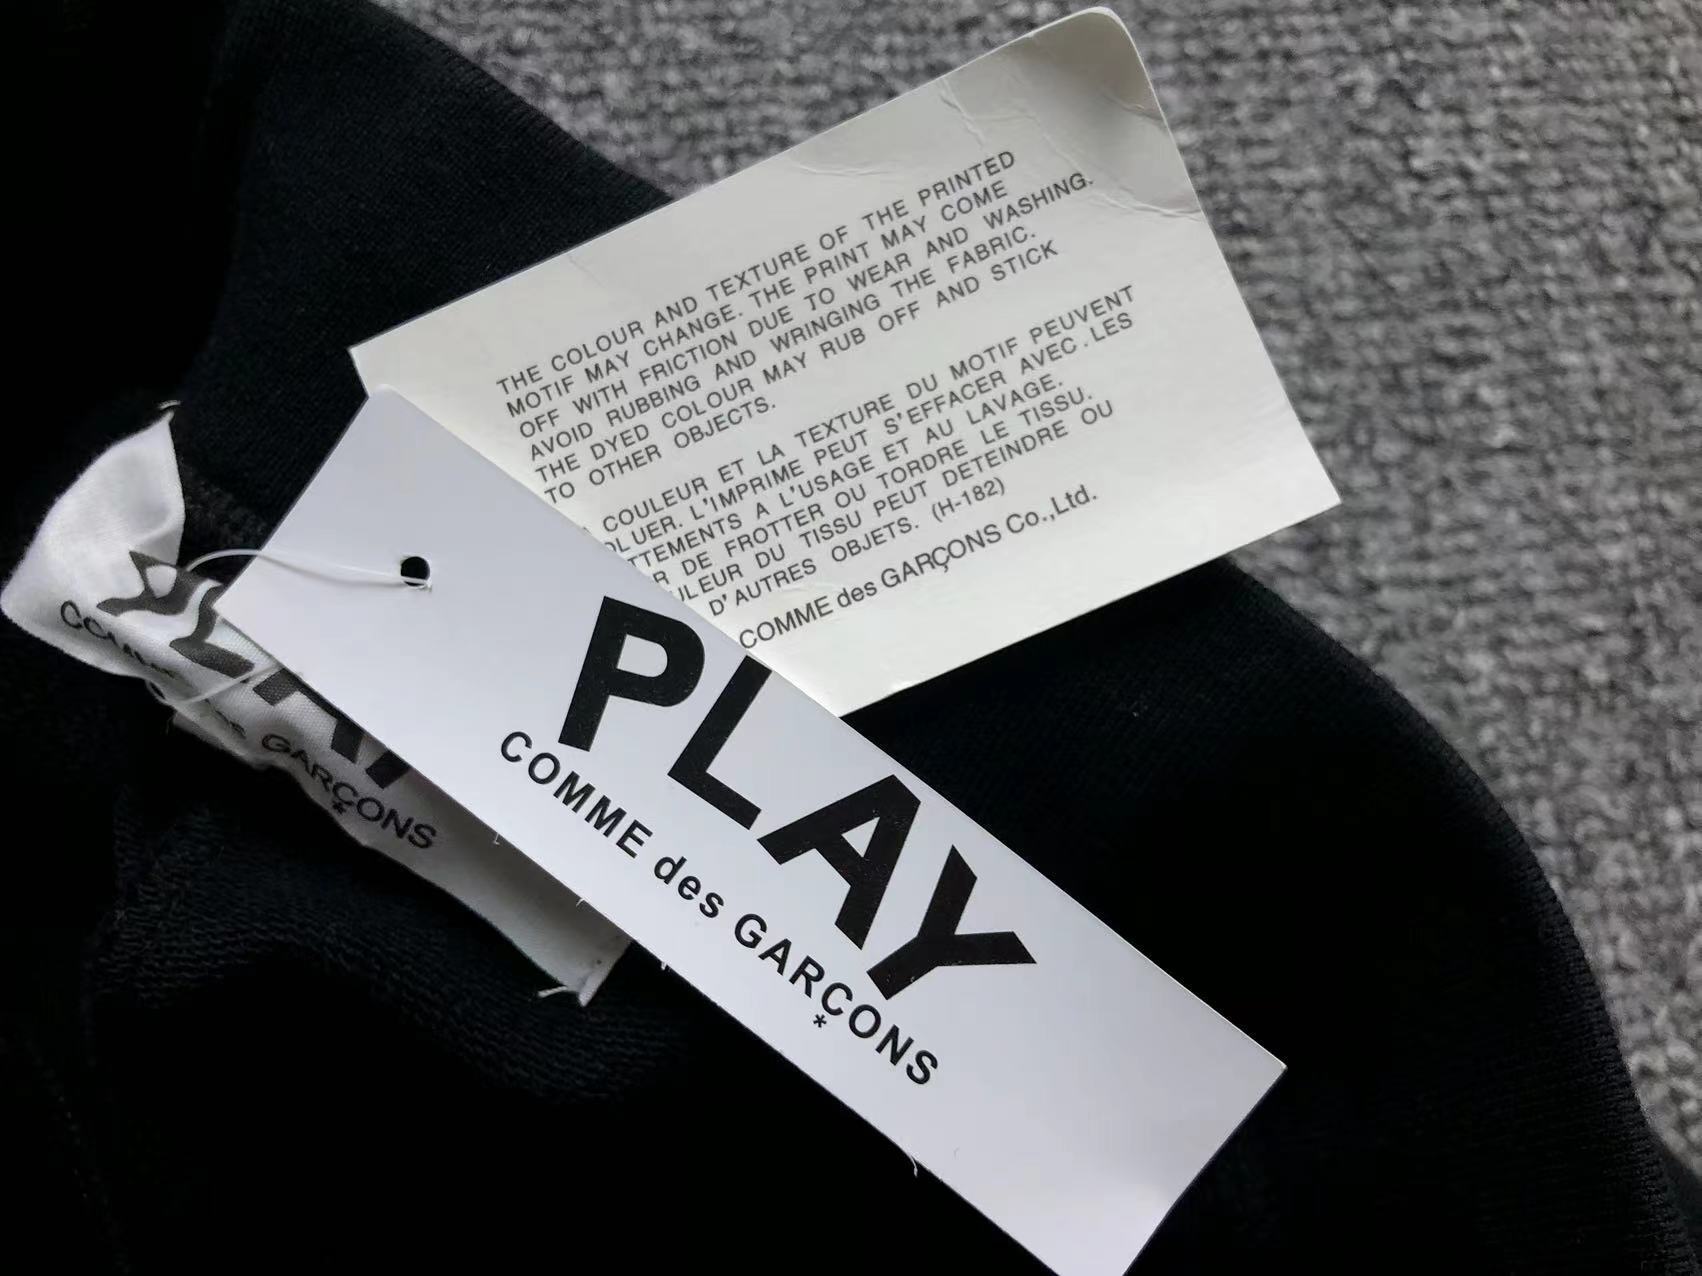 THE COLOUR AND TEXTURE OF THE PRINTED
MOTIF MAY CHANGE. THE PRINT MAY COME
OFF WITH FRICTION DUE TO WEAR AND WASHING.
AVOID RUBBING AND WRINGING THE FABRIC.
THE DYED COLOUR MAY RUB OFF AND STICK
TO OTHER OBJECTS.
COULEUR ET LA TEXTURE DU MOTIF PEUVENT
LUER. L'IMPRIME PEUT S'EFFACER AVEC LES
TTEMENTS A L'USAGE ET AU LAVAGE.
R DE FROTTER OU TORDRE LE TISSU.
ULEUR DU TISSU PEUT DETEINDRE OU
D'AUTRES OBJETS. (H-182)
COMME des GARÇONS Co.,Ltd.
PLAY
COMME des GARÇONS
*
GARÇONS
*